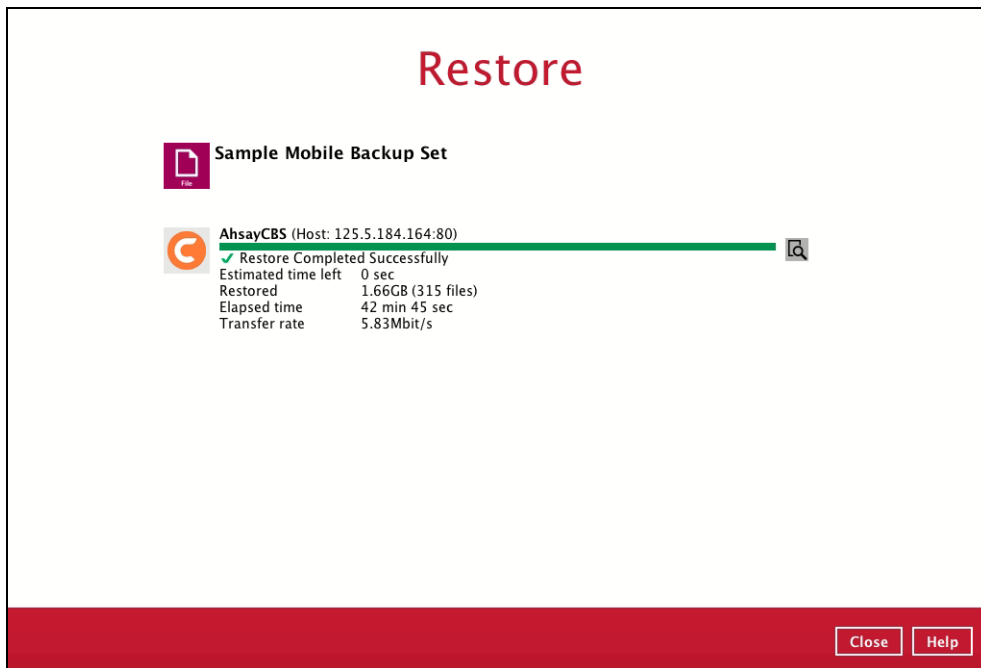 Restore
Sample Mobile Backup Set
File
AhsayCBS (Host: 125.5.184.164:80)
Restore Completed Successfully
Estimated time left 0 sec
Restored 1.66GB (315 files)
Elapsed time 42 min 45 sec
Transfer rate 5.83Mbit/s
Close Help